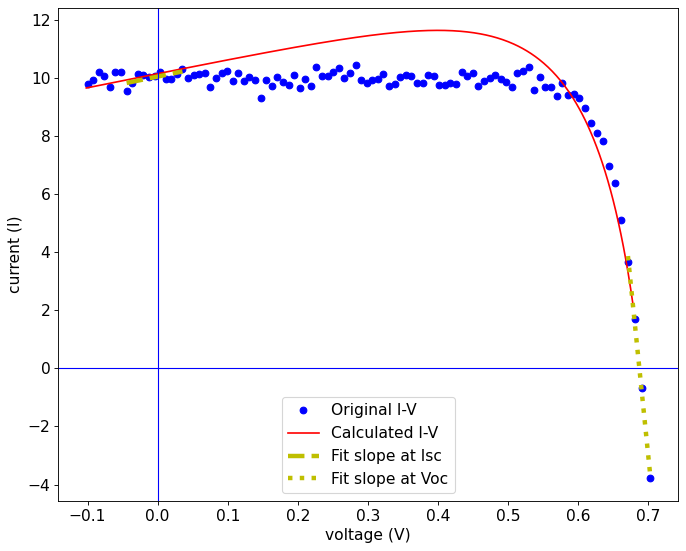 12
10
8
6
4
2
0
−2
−4
current (I)
Original I-V
Calculated I-V
Fit slope at Isc
Fit slope at Voc
−0.1 0.0 0.1 0.2 0.3 0.4 0.5 0.6 0.7
voltage (V)